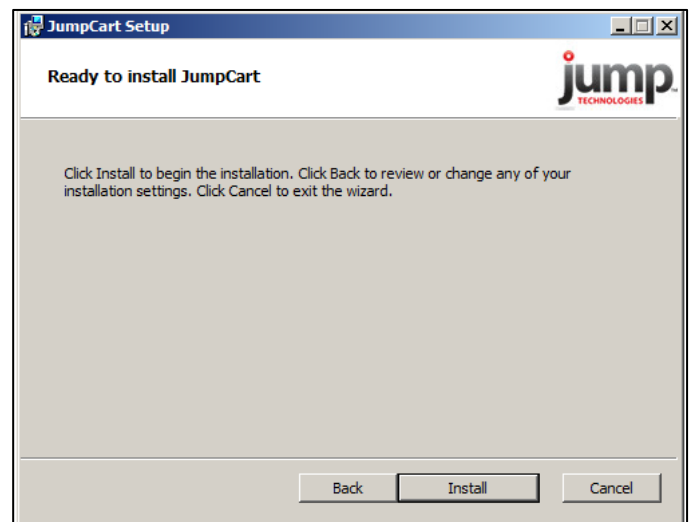 JumpCart Setup
Ready to install JumpCart
jump
TECHNOLOGIES
Click Install to begin the installation. Click Back to review or change any of your
installation settings. Click Cancel to exit the wizard.
Back
Install
Cancel